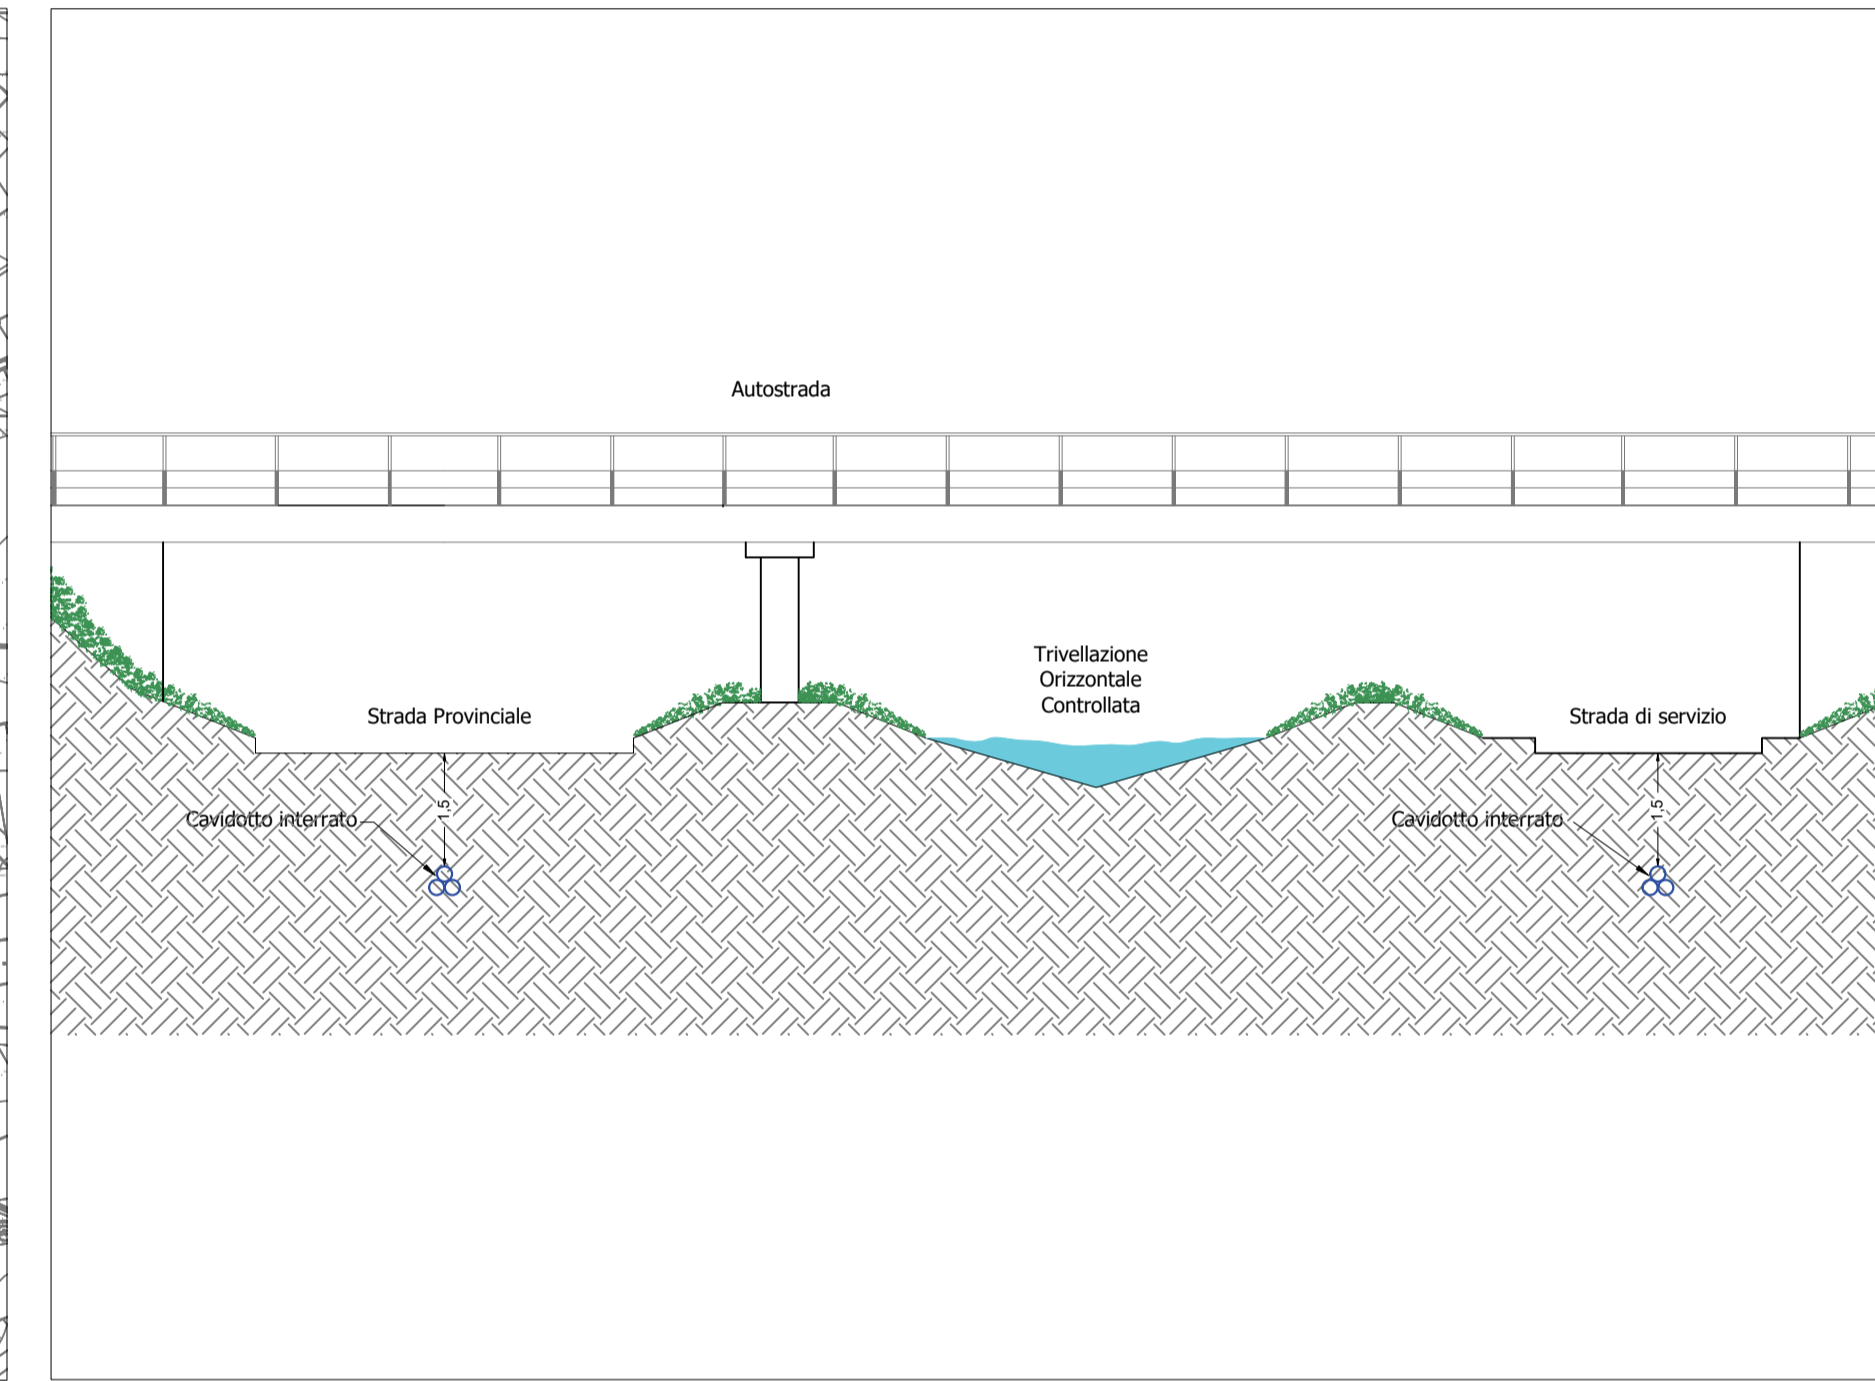 Autostrada
Trivellazione
Orizzontale
Controllata
Strada Provinciale
Strada di servizio
Cavidotto interrato
1,5
Cavidotto interrato
1,5